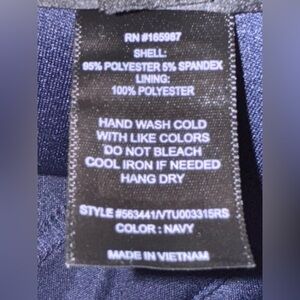 RN #165987
SHELL:
95% POLYESTER 5% SPANDEX
LINING:
100% POLYESTER
HAND WASH COLD
WITH LIKE COLORS
DO NOT BLEACH
COOL IRON IF NEEDED
HANG DRY
STYLE #563441/VTU003315RS
COLOR : NAVY
MADE IN VIETNAM